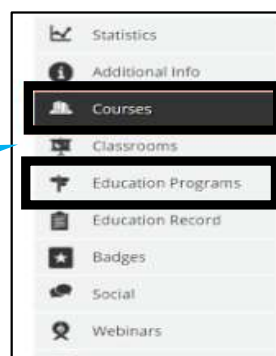 Statistics
Additional Info
Courses
Classrooms
Education Programs
Education Record
Badges
Social
Webinars